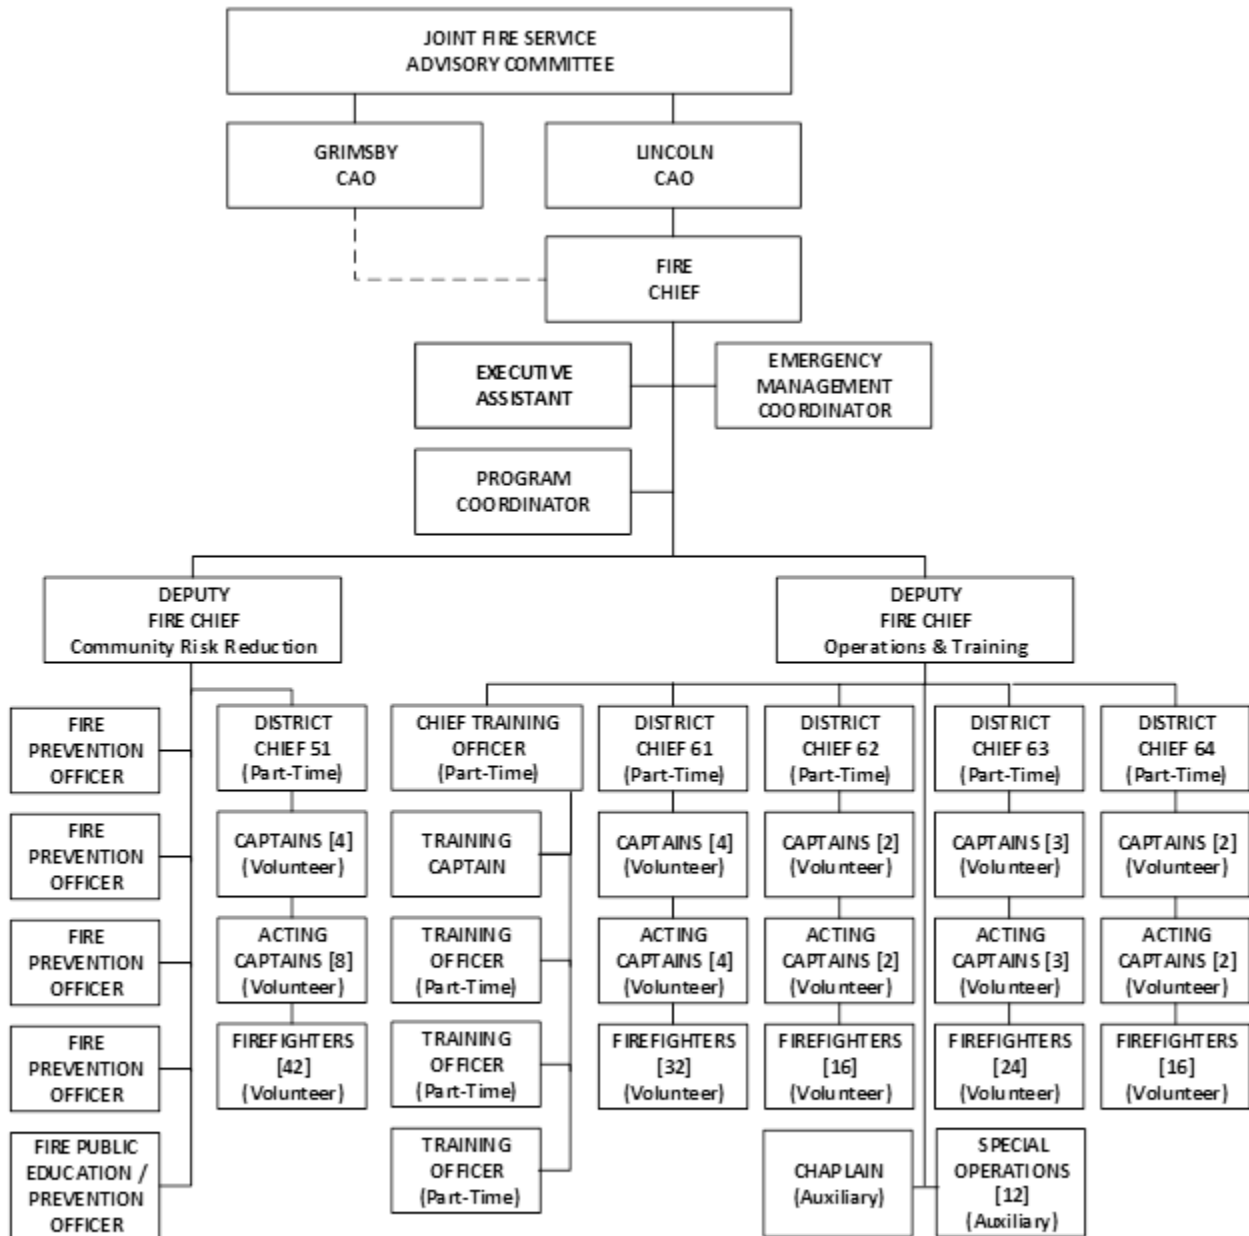 JOINT FIRE SERVICE
ADVISORY COMMITTEE
GRIMSBY
CAO
LINCOLN
CAO
FIRE
CHIEF
EXECUTIVE
ASSISTANT
EMERGENCY
MANAGEMENT
COORDINATOR
PROGRAM
COORDINATOR
DEPUTY
FIRE CHIEF
Community Risk Reduction
DEPUTY
FIRE CHIEF
Operations & Training
FIRE
PREVENTION
OFFICER
DISTRICT
CHIEF 51
(Part-Time)
CHIEF TRAINING
OFFICER
(Part-Time)
DISTRICT
CHIEF 61
(Part-Time)
DISTRICT
CHIEF 62
(Part-Time)
DISTRICT
CHIEF 63
(Part-Time)
DISTRICT
CHIEF 64
(Part-Time)
FIRE
PREVENTION
OFFICER
CAPTAINS [4]
(Volunteer)
TRAINING
CAPTAIN
CAPTAINS [4]
(Volunteer)
CAPTAINS [2]
(Volunteer)
CAPTAINS [3]
(Volunteer)
CAPTAINS [2]
(Volunteer)
FIRE
PREVENTION
OFFICER
ACTING
CAPTAINS [8]
(Volunteer)
TRAINING
OFFICER
(Part-Time)
ACTING
CAPTAINS [4]
(Volunteer)
ACTING
CAPTAINS [2]
(Volunteer)
ACTING
CAPTAINS [3]
(Volunteer)
ACTING
CAPTAINS [2]
(Volunteer)
FIRE
PREVENTION
OFFICER
FIREFIGHTERS
[42]
(Volunteer)
TRAINING
OFFICER
(Part-Time)
FIREFIGHTERS
[32]
(Volunteer)
FIREFIGHTERS
[16]
(Volunteer)
FIREFIGHTERS
[24]
(Volunteer)
FIREFIGHTERS
[16]
(Volunteer)
FIRE PUBLIC
EDUCATION /
PREVENTION
OFFICER
TRAINING
OFFICER
(Part-Time)
CHAPLAIN
(Auxiliary)
SPECIAL
OPERATIONS
[12]
(Auxiliary)